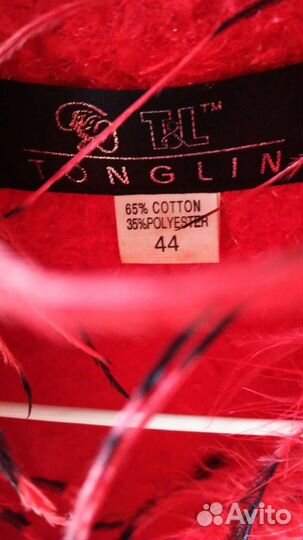 T&L™
TONGLIN
65% COTTON
35%POLYESTER
44
Avito